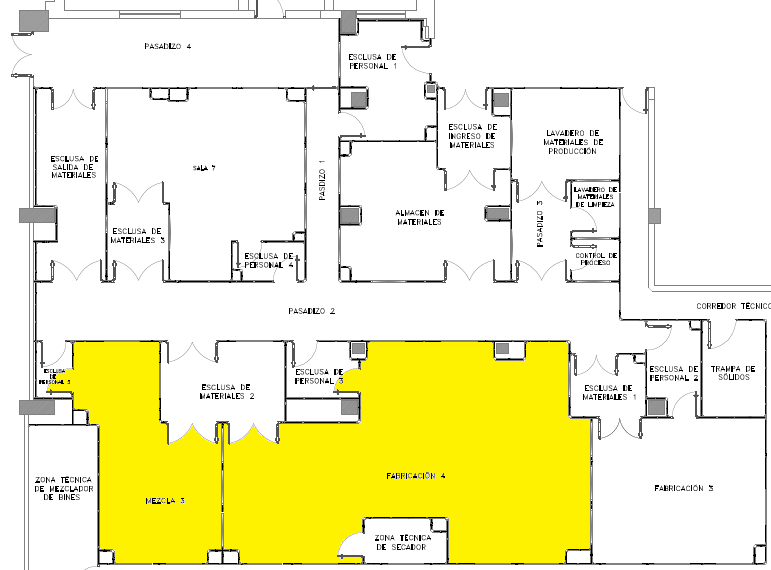 PASADIZO 4
ESCLUSA DE
PERSONAL 1
ESCLUSA DE
INGRESO DE
MATERIALES
LAVADERO DE
MATERIALES DE
PRODUCCIÓN
ESCLUSA DE
SALIDA DE
MATERIALES
SALA 7
PASDIZO 1
LAVADERO DE
MATERIALES
DE LIMPIEZA
ALMACEN DE
MATERIALES
PASADIZO 3
ESCLUSA DE
MATERIALES 3
ESCLUSA DE
PERSONAL 4
CONTROL DE
PROCESO
PASADIZO 2
CORREDOR TÉCNICO
ESCLUSA
DE
PERSONAL 5
ESCLUSA DE
MATERIALES 2
ESCLUSA DE
PERSONAL 3
ESCLUSA DE
MATERIALES 1
ESCLUSA DE
PERSONAL 2
TRAMPA DE
SÓLIDOS
ZONA TÉCNICA
DE MEZCLADOR
DE BINES
MEZCLA 3
FABRICACIÓN 4
FABRICACIÓN 3
ZONA TÉCNICA
DE SECADOR